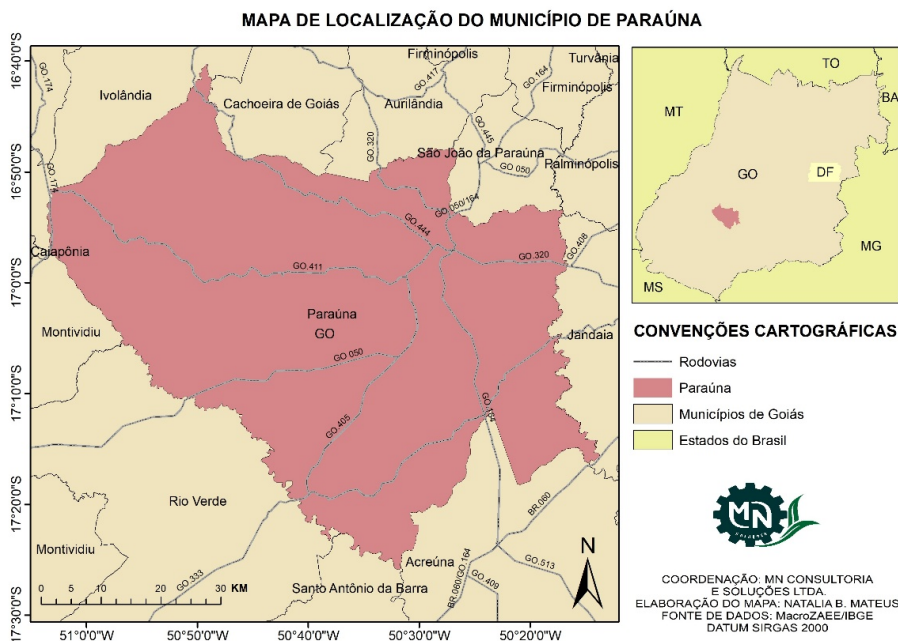 MAPA DE LOCALIZAÇÃO DO MUNICÍPIO DE PARAÚNA
16°40'0"S
16°50'0"S
17°0'0"S
17°10'0"S
17°20'0"S
17°30'0"S
GO.174
Ivolândia
Cachoeira de Goiás
Firminópolis
GO.417
Aurilândia
GO.164
Turvânia
Firminópolis
GO.320
GO.445
São João da Paraúna
GO 050
Palminópolis
GO.174
GO.060/164
GO.444
GO.408
GO.320
Caiapônia
GO.411
Montividiu
Paraúna
GO
Jandaia
GO 050
GO.405
GO.164
Rio Verde
BR.060
Montividiu
Acreúna
GO.513
Santo Antônio da Barra
GO.333
BR.060/GO.164
GO.409
N
0 5 10 20 30 KM
51°0'0"W
50°50'0"W
50°40'0"W
50°30'0"W
50°20'0"W
TO
MT
BA
GO
DF
MG
MS
CONVENÇÕES CARTOGRÁFICAS
Rodovias
Paraúna
Municípios de Goiás
Estados do Brasil
MN
COORDENAÇÃO: MN CONSULTORIA
E SOLUÇÕES LTDA.
ELABORAÇÃO DO MAPA: NATALIA B. MATEUS
FONTE DE DADOS: MacroZAEE/IBGE
DATUM SIRGAS 2000